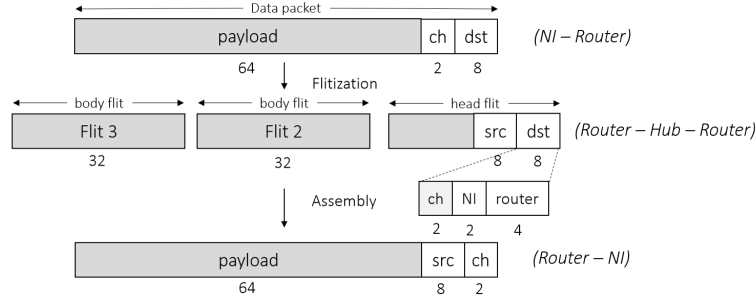 Data packet
payload ch dst (NI – Router)
64 2 8
Flitization
body flit body flit head flit
Flit 3 Flit 2 src dst (Router – Hub – Router)
32 32 8 8
Assembly
ch NI router
2 2 4
payload src ch (Router – NI)
64 8 2